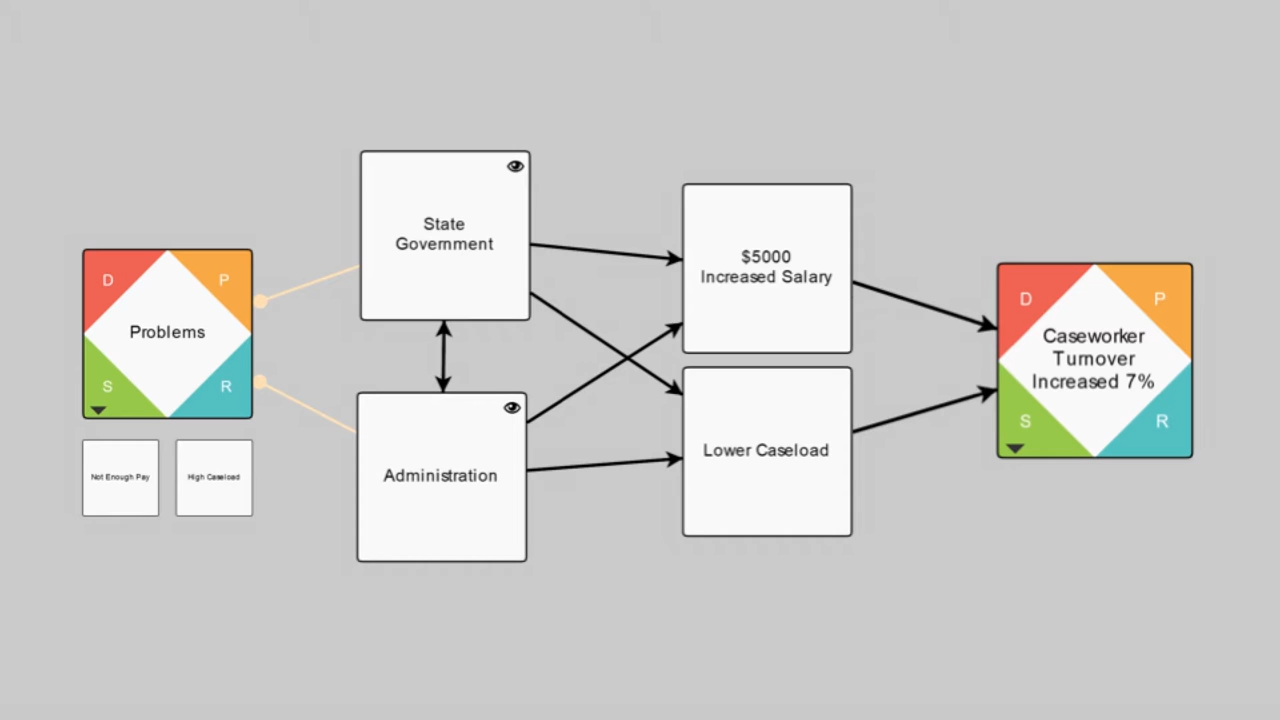 D
P
Problems
S
R
Not Enough Pay
High Caseload
State
Government
Administration
$5000
Increased Salary
Lower Caseload
D
P
Caseworker
Turnover
Increased 7%
S
R